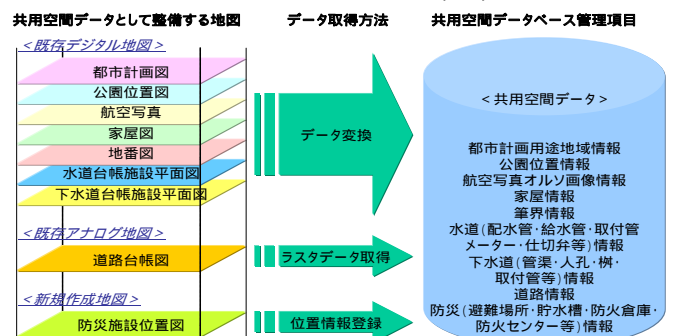 共用空間データとして整備する地図
データ取得方法
共用空間データベース管理項目
<既存デジタル地図>
都市計画図
公園位置図
航空写真
家屋図
地番図
水道台帳施設平面図
下水道台帳施設平面図
データ変換
<既存アナログ地図>
道路台帳図
ラスタデータ取得
<新規作成地図>
防災施設位置図
位置情報登録
<共用空間データ>
都市計画用途地域情報
公園位置情報
航空写真オルソ画像情報
家屋情報
筆界情報
水道(配水管・給水管・取付管
メーター・仕切弁等)情報
下水道(管渠・人孔・桝・
取付管等)情報
道路情報
防災(避難場所・貯水槽・防火倉庫・
防火センター等)情報